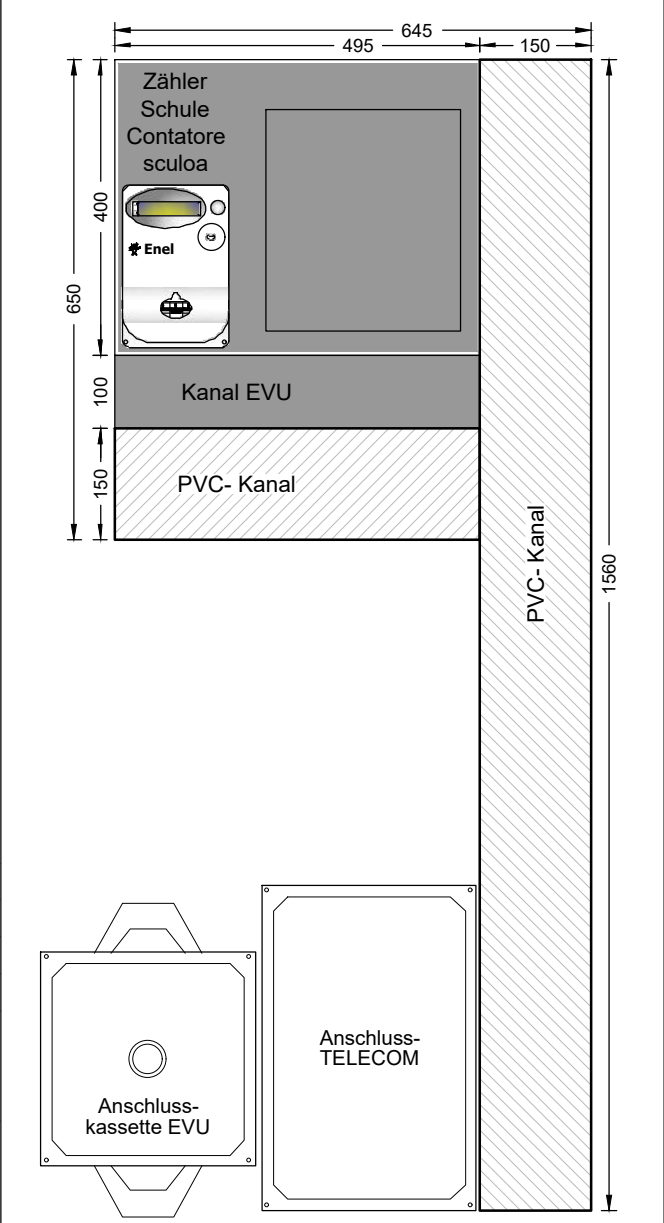 645
495
150
Zähler
Schule
Contatore
sculoa
Enel
400
650
100
Kanal EVU
150
PVC- Kanal
PVC- Kanal
1560
Anschluss-
TELECOM
Anschluss-
kassette EVU